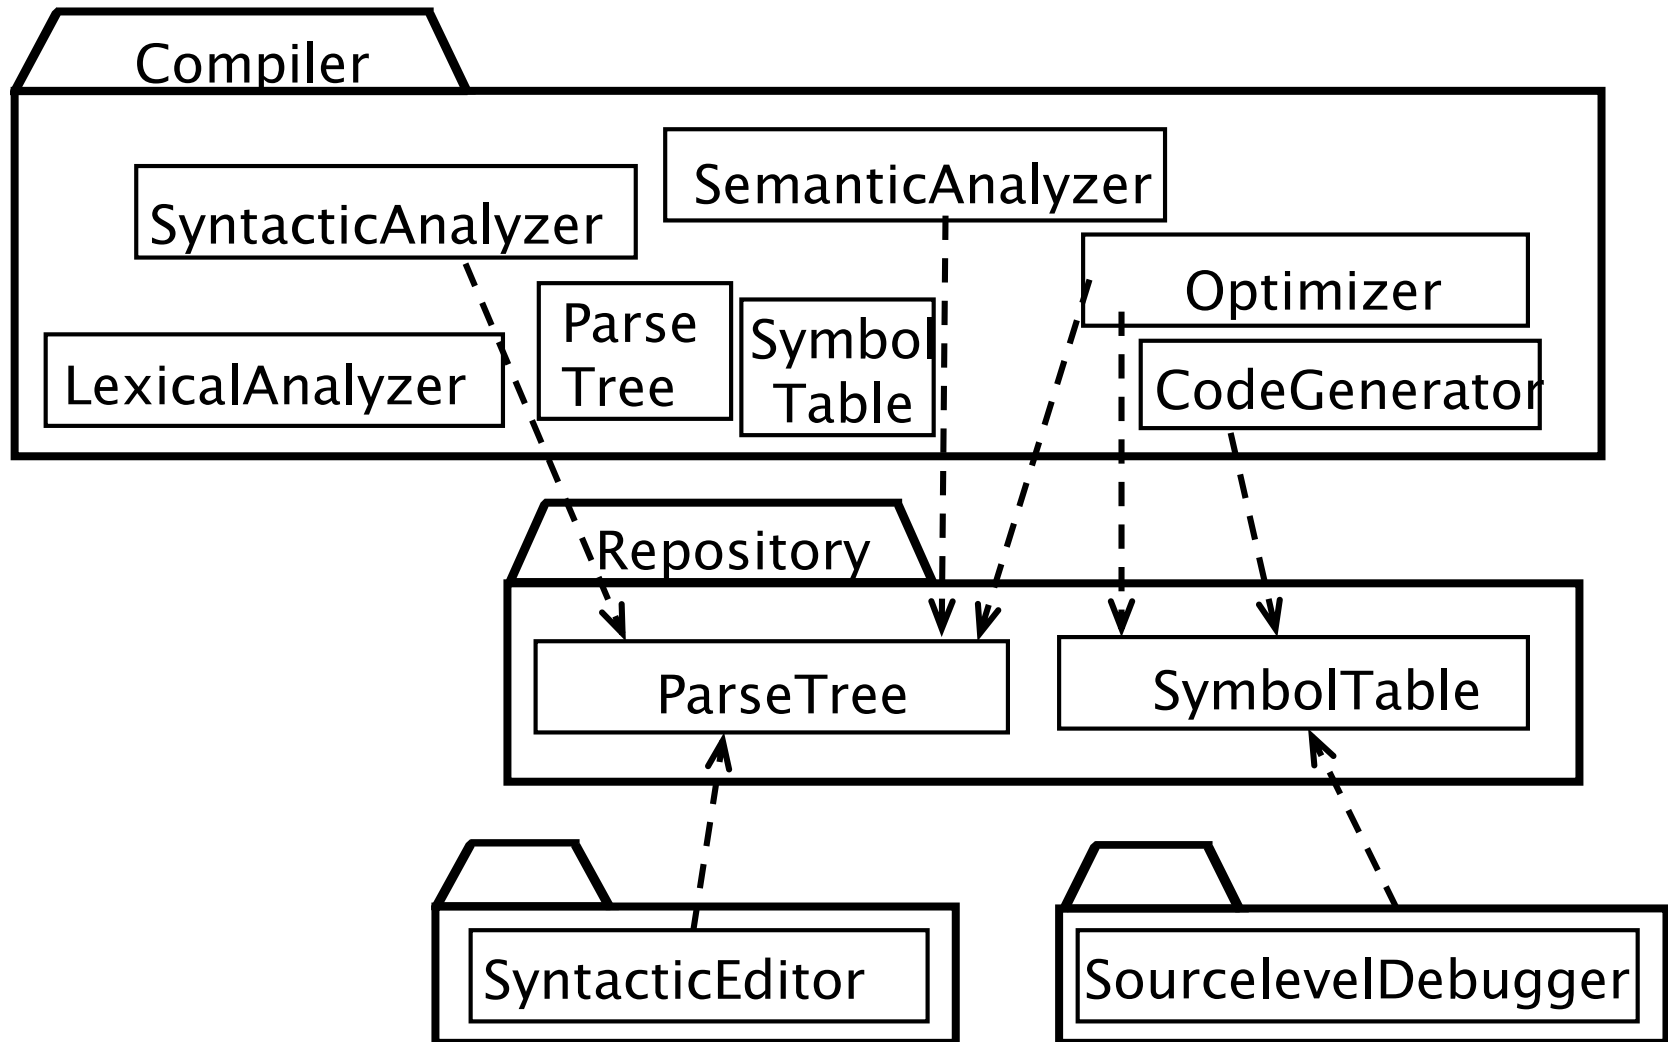 Compiler
SemanticAnalyzer
SyntacticAnalyzer
Optimizer
Parse
Tree
Symbol
Table
LexicalAnalyzer
CodeGenerator
Repository
ParseTree
SymbolTable
SyntacticEditor
SourcelevelDebugger